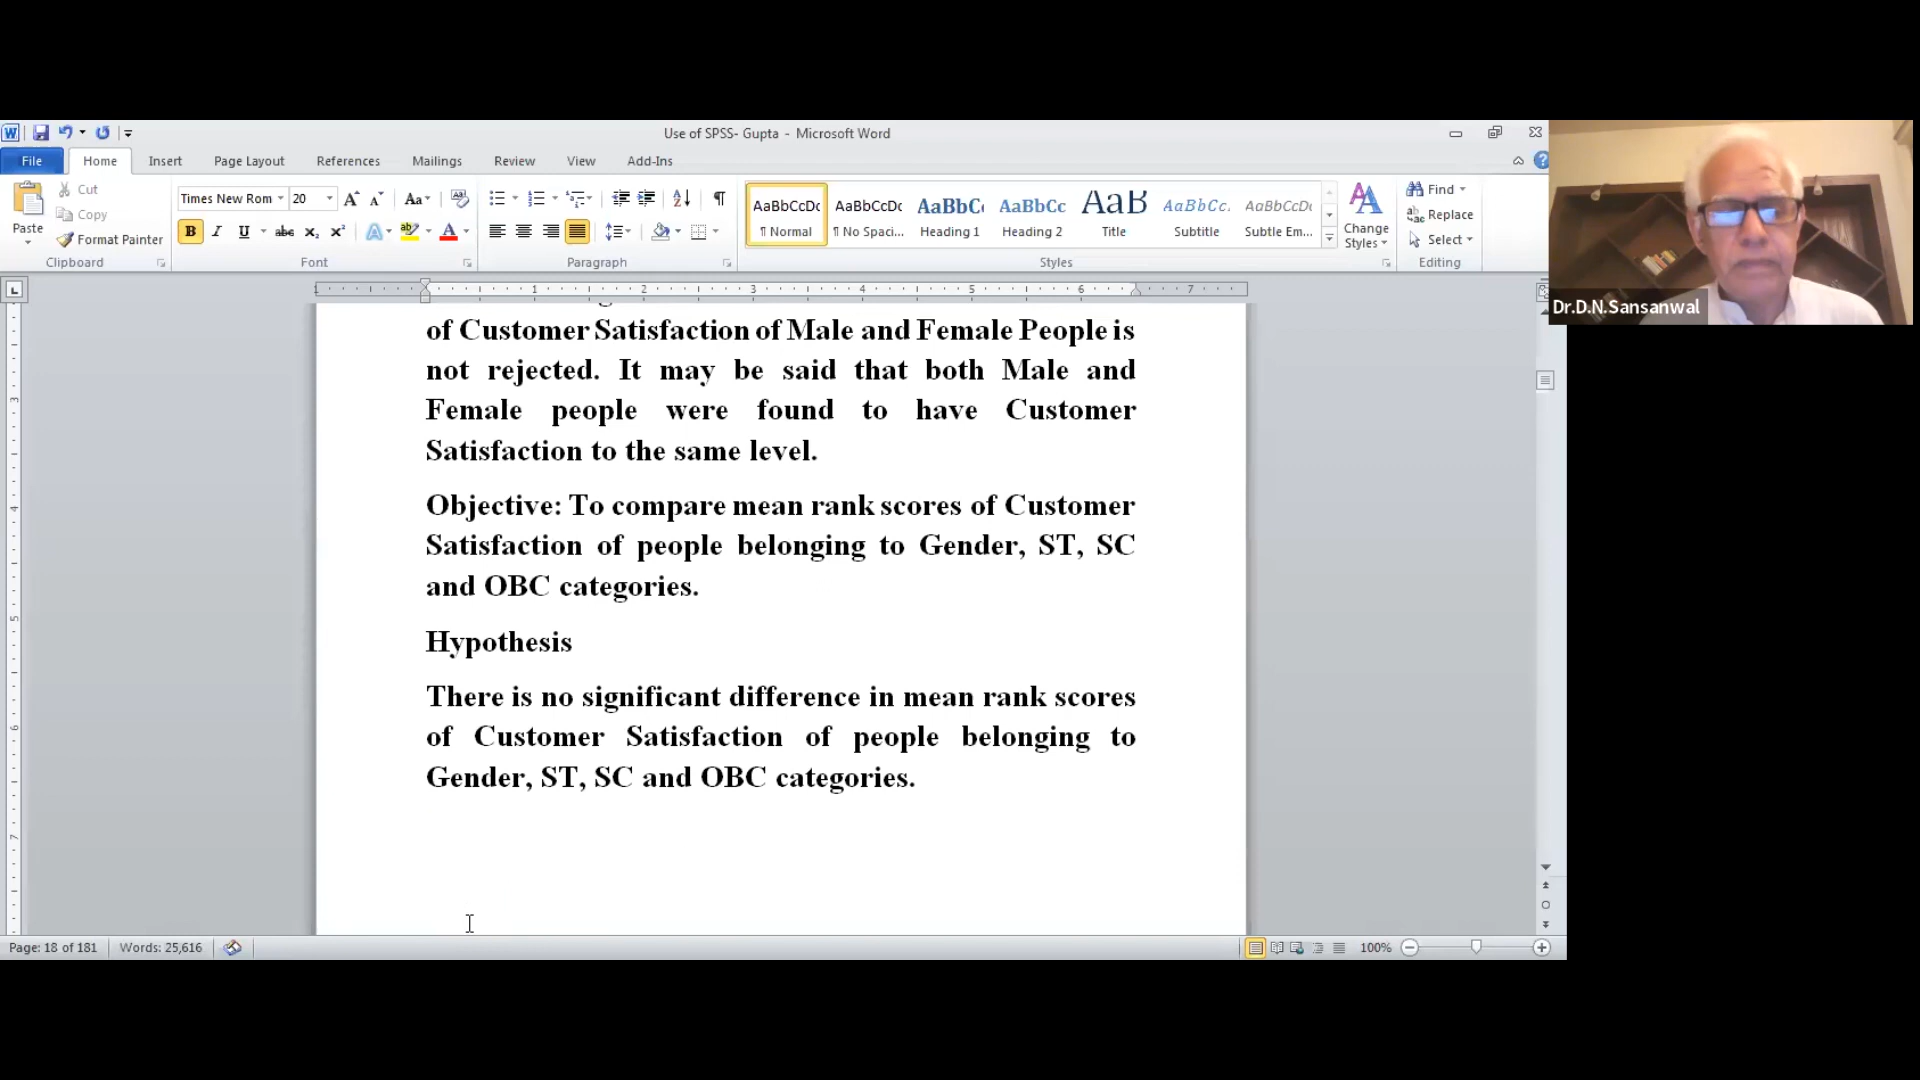 Use of SPSS- Gupta - Microsoft Word
File Home Insert Page Layout References Mailings Review View Add-Ins
Paste
Cut
Copy
Format Painter
Clipboard
Times New Rom 20
Font
Paragraph
AaBbCcDc AaBbCcDc AaBbC AaBbCc AaB AaBbCc. AaBbCcDc
¶ Normal ¶ No Spaci... Heading 1 Heading 2 Title Subtitle Subtle Em...
Change
Styles
Styles
Find
Replace
Select
Editing
Dr.D.N.Sansanwal
of Customer Satisfaction of Male and Female People is
not rejected. It may be said that both Male and
Female people were found to have Customer
Satisfaction to the same level.
Objective: To compare mean rank scores of Customer
Satisfaction of people belonging to Gender, ST, SC
and OBC categories.
Hypothesis
There is no significant difference in mean rank scores
of Customer Satisfaction of people belonging to
Gender, ST, SC and OBC categories.
Page: 18 of 181 Words: 25,616 100%